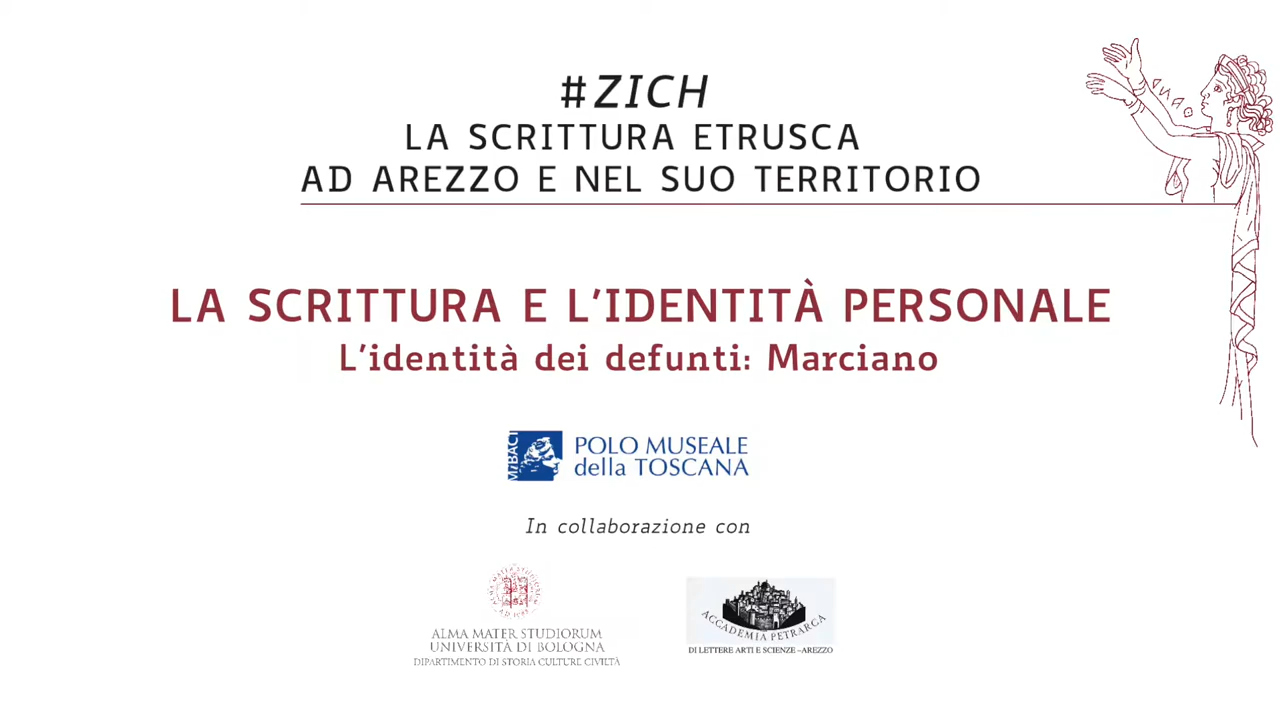 #ZICH
LA SCRITTURA ETRUSCA
AD AREZZO E NEL SUO TERRITORIO
LA SCRITTURA E L'IDENTITÀ PERSONALE
L'identità dei defunti: Marciano
MiBACT
POLO MUSEALE
della TOSCANA
In collaborazione con
ALMA MATER STUDIORUM
UNIVERSITÀ DI BOLOGNA
DIPARTIMENTO DI STORIA CULTURE CIVILTÀ
ACCADEMIA PETRARCA
DI LETTERE ARTI E SCIENZE -AREZZO